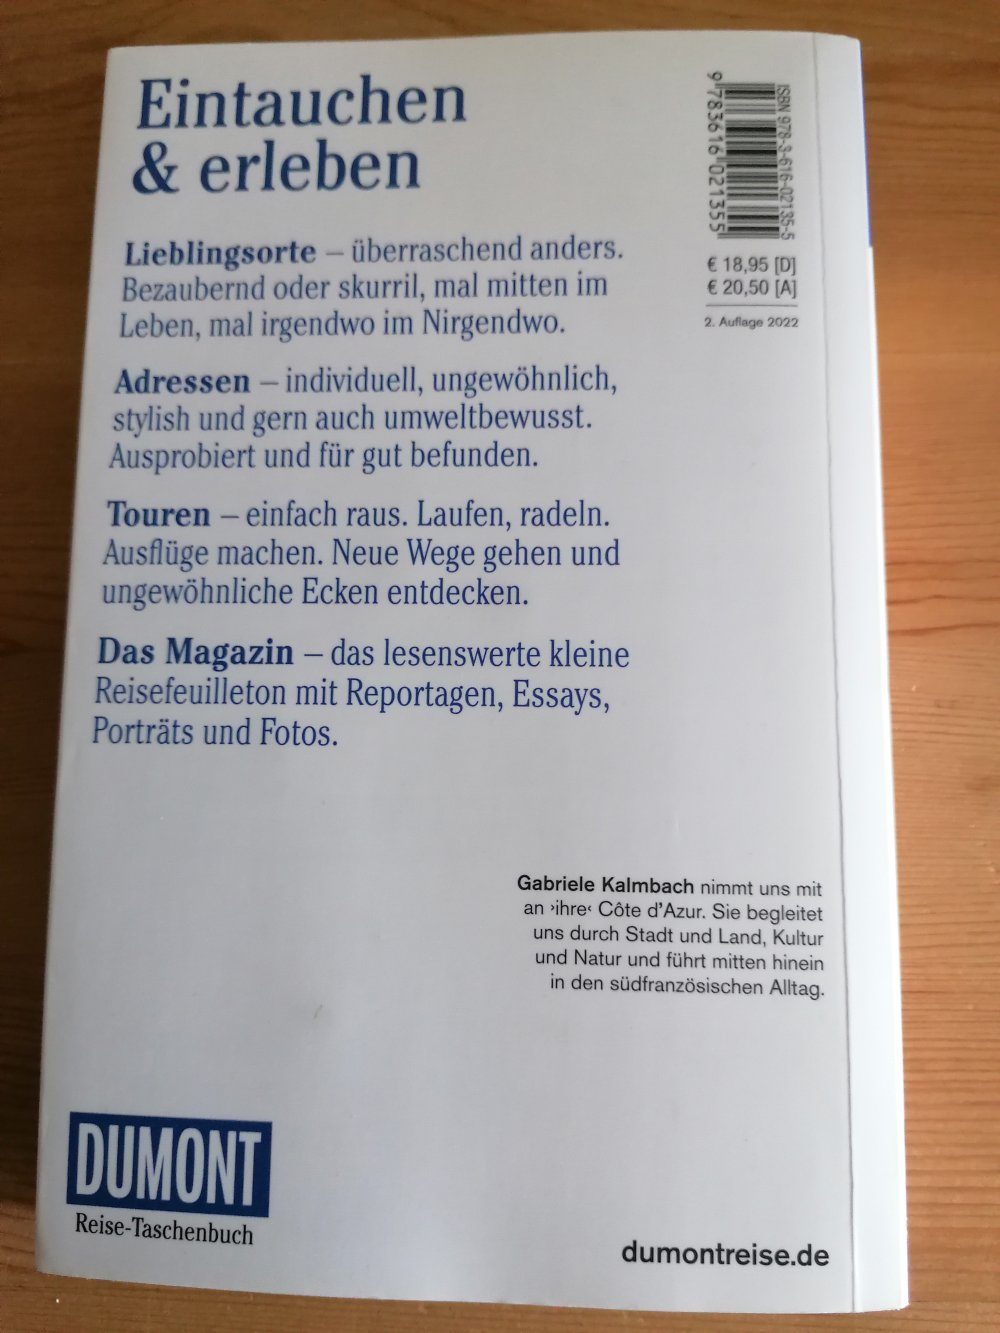 Eintauchen
& erleben
Lieblingsorte – überraschend anders.
Bezaubernd oder skurril, mal mitten im
Leben, mal irgendwo im Nirgendwo.
Adressen – individuell, ungewöhnlich,
stylish und gern auch umweltbewusst.
Ausprobiert und für gut befunden.
Touren – einfach raus. Laufen, radeln.
Ausflüge machen. Neue Wege gehen und
ungewöhnliche Ecken entdecken.
Das Magazin – das lesenswerte kleine
Reisefeuilleton mit Reportagen, Essays,
Porträts und Fotos.
ISBN 978-3-616-02135-5
9 783616 021355
€ 18,95 [D]
€ 20,50 [A]
2. Auflage 2022
Gabriele Kalmbach nimmt uns mit
an ›ihre‹ Côte d’Azur. Sie begleitet
uns durch Stadt und Land, Kultur
und Natur und führt mitten hinein
in den südfranzösischen Alltag.
DUMONT
Reise-Taschenbuch
dumontreise.de